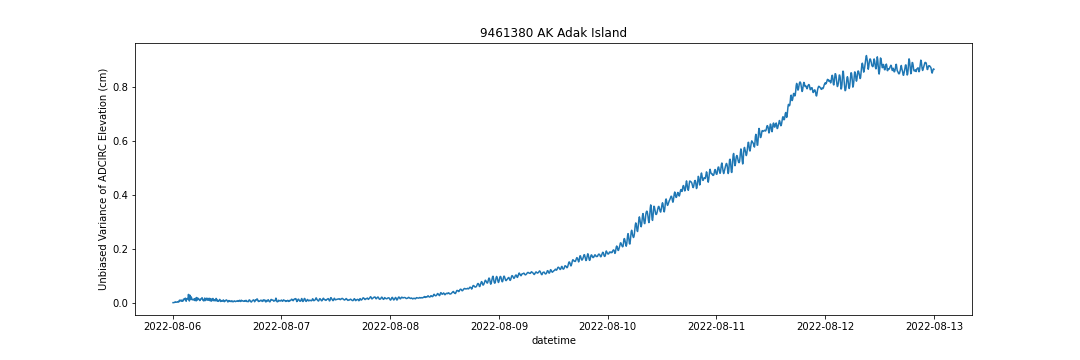 9461380 AK Adak Island
Unbiased Variance of ADCIRC Elevation (cm)
0.8
0.6
0.4
0.2
0.0
2022-08-06 2022-08-07 2022-08-08 2022-08-09 2022-08-10 2022-08-11 2022-08-12 2022-08-13
datetime